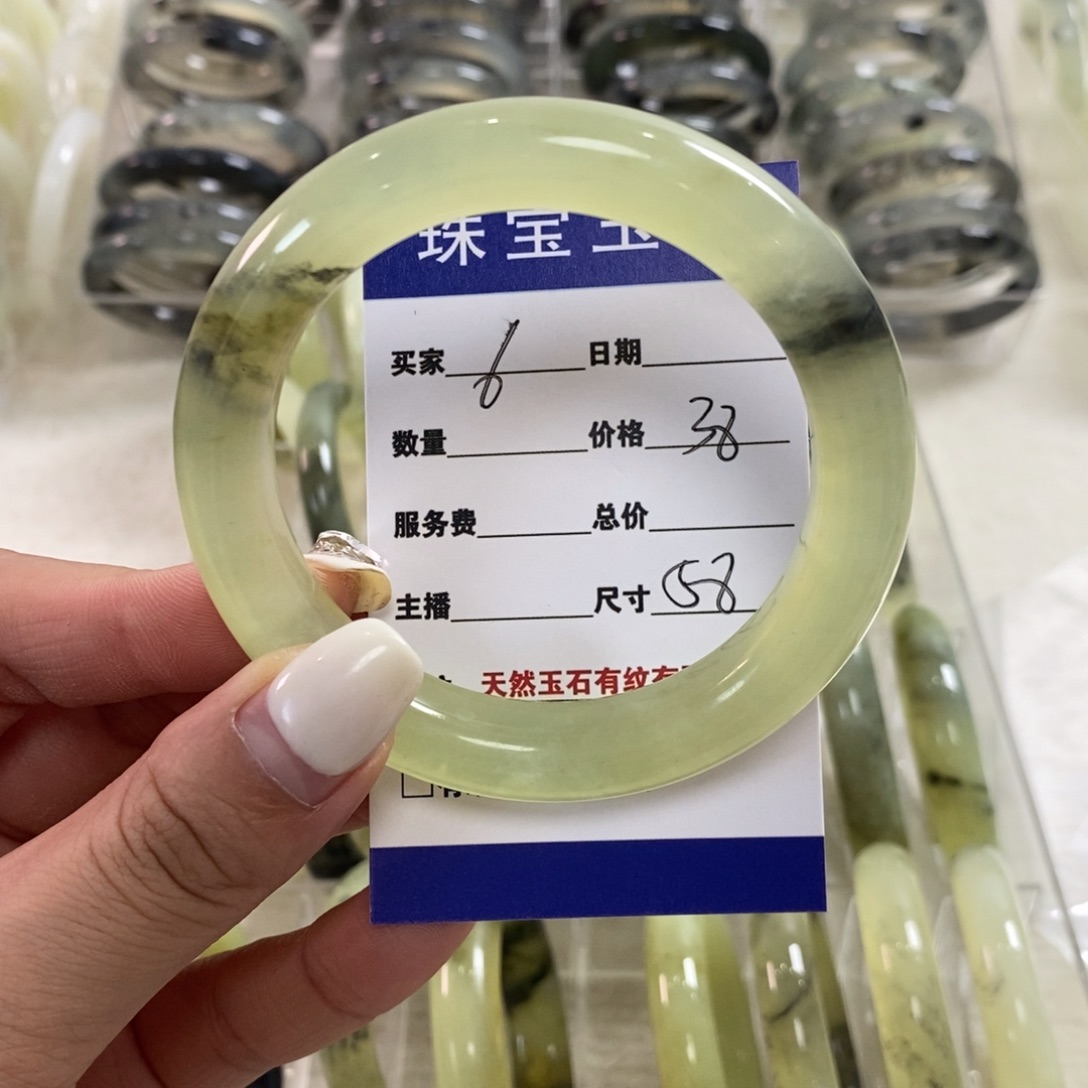 珠宝玉
买家 6 日期
数量 价格 38
服务费 总价
主播 尺寸 58
天然玉石有纹有